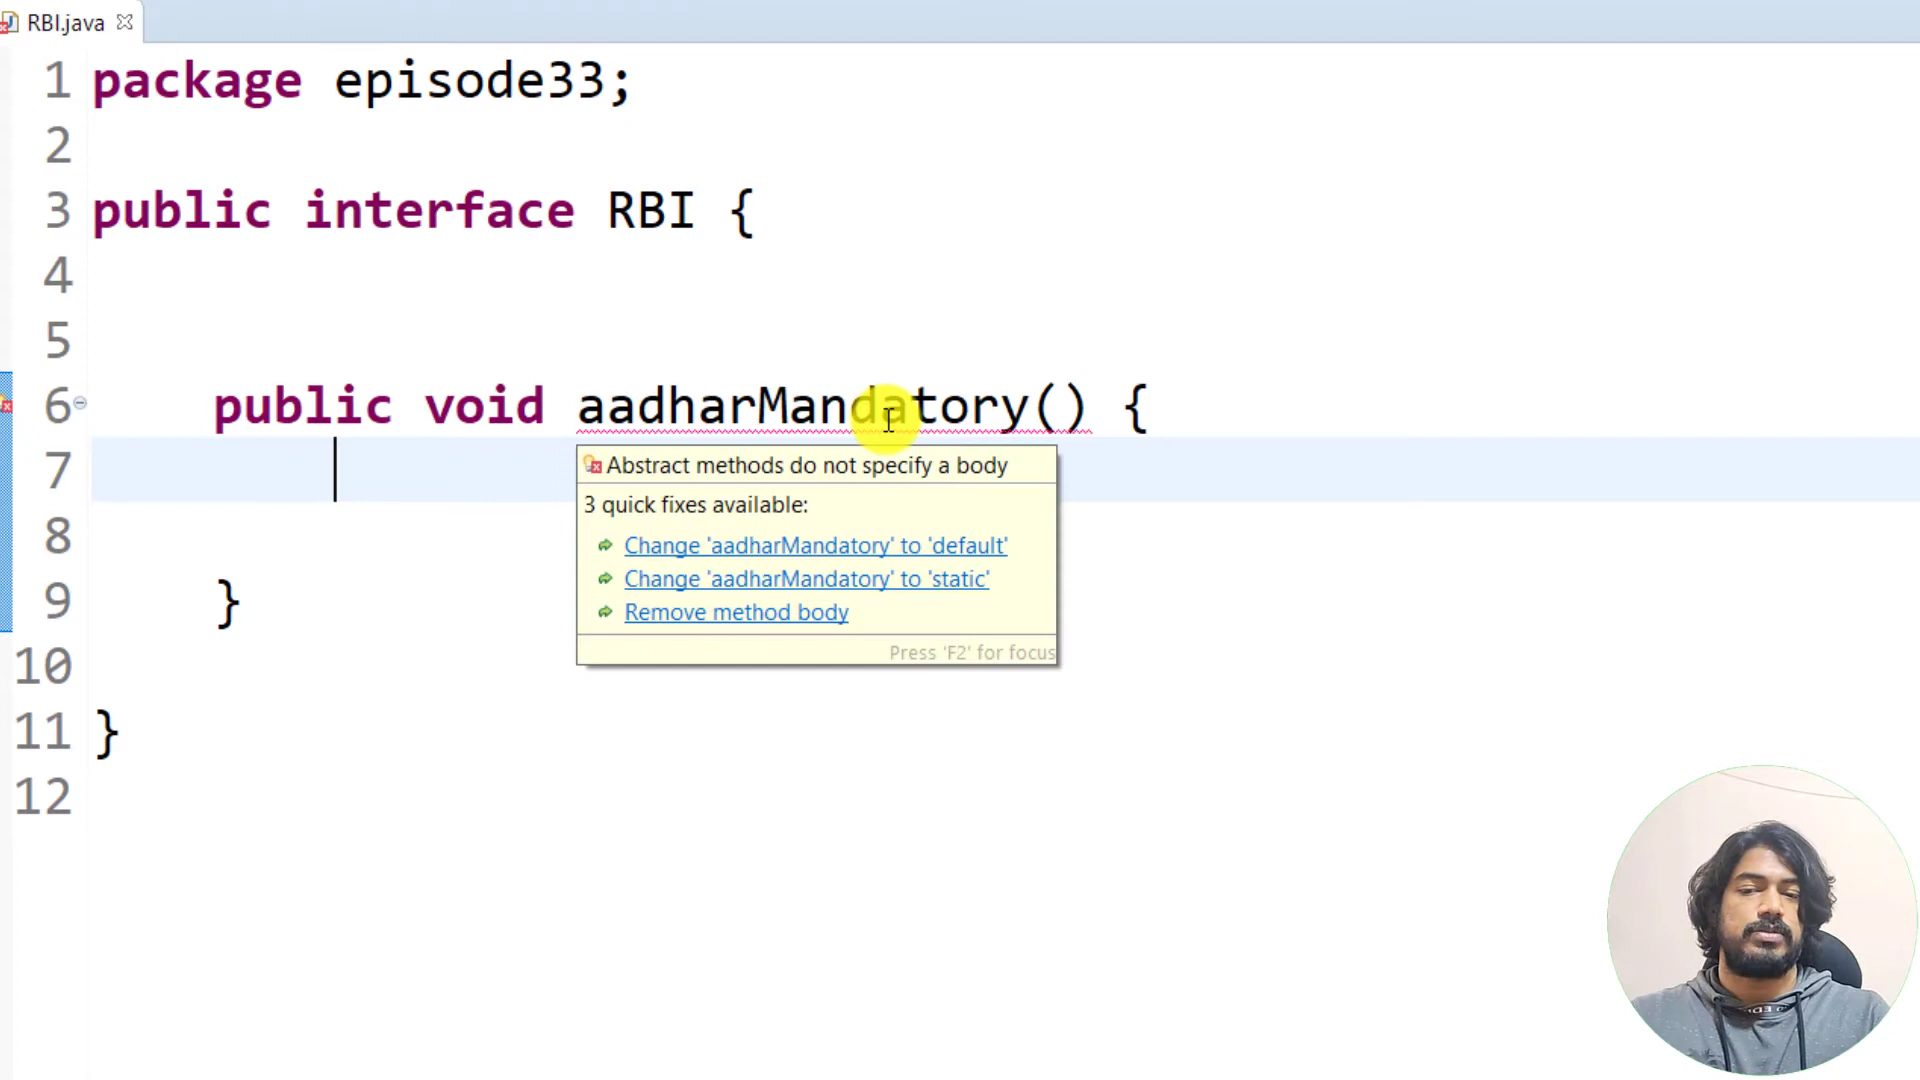 RBI.java
1 package episode33;
2
3 public interface RBI {
4
5
6 public void aadharMandatory() {
7
Abstract methods do not specify a body
3 quick fixes available:
Change 'aadharMandatory' to 'default'
Change 'aadharMandatory' to 'static'
Remove method body
Press 'F2' for focus
8
9 }
10
11 }
12